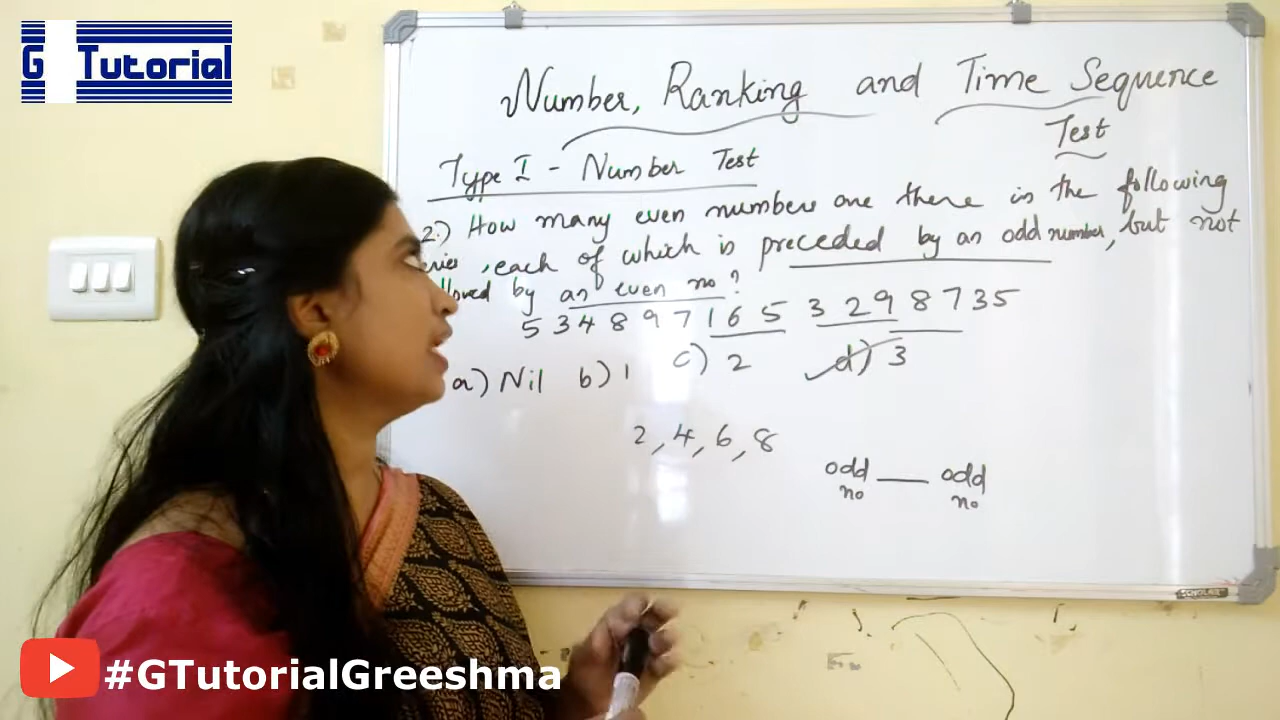 G Tutorial
Number, Ranking and Time Sequence
Test
Type I - Number Test
2.) How many even numbers are there in the following
eries, each of which is preceded by an odd number, but not
llowed by an even no?
5 3 4 8 9 7 1 6 5 3 2 9 8 7 3 5
a) Nil b) 1 c) 2 d) 3
2, 4, 6, 8
odd — odd
no no
#GTutorialGreeshma